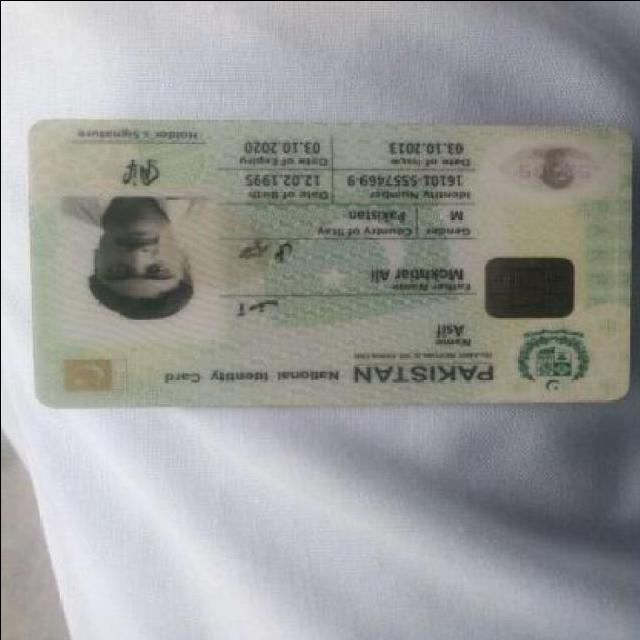 PAKISTAN National Identity Card
ISLAMIC REPUBLIC OF PAKISTAN
Name
Asif
Father Name
Mokhtiar Ali
Gender Country of Stay
M Pakistan
Identity Number Date of Birth
16101-5557469-9 12.02.1995
Date of Issue Date of Expiry
03.10.2013 03.10.2020
Holder's Signature